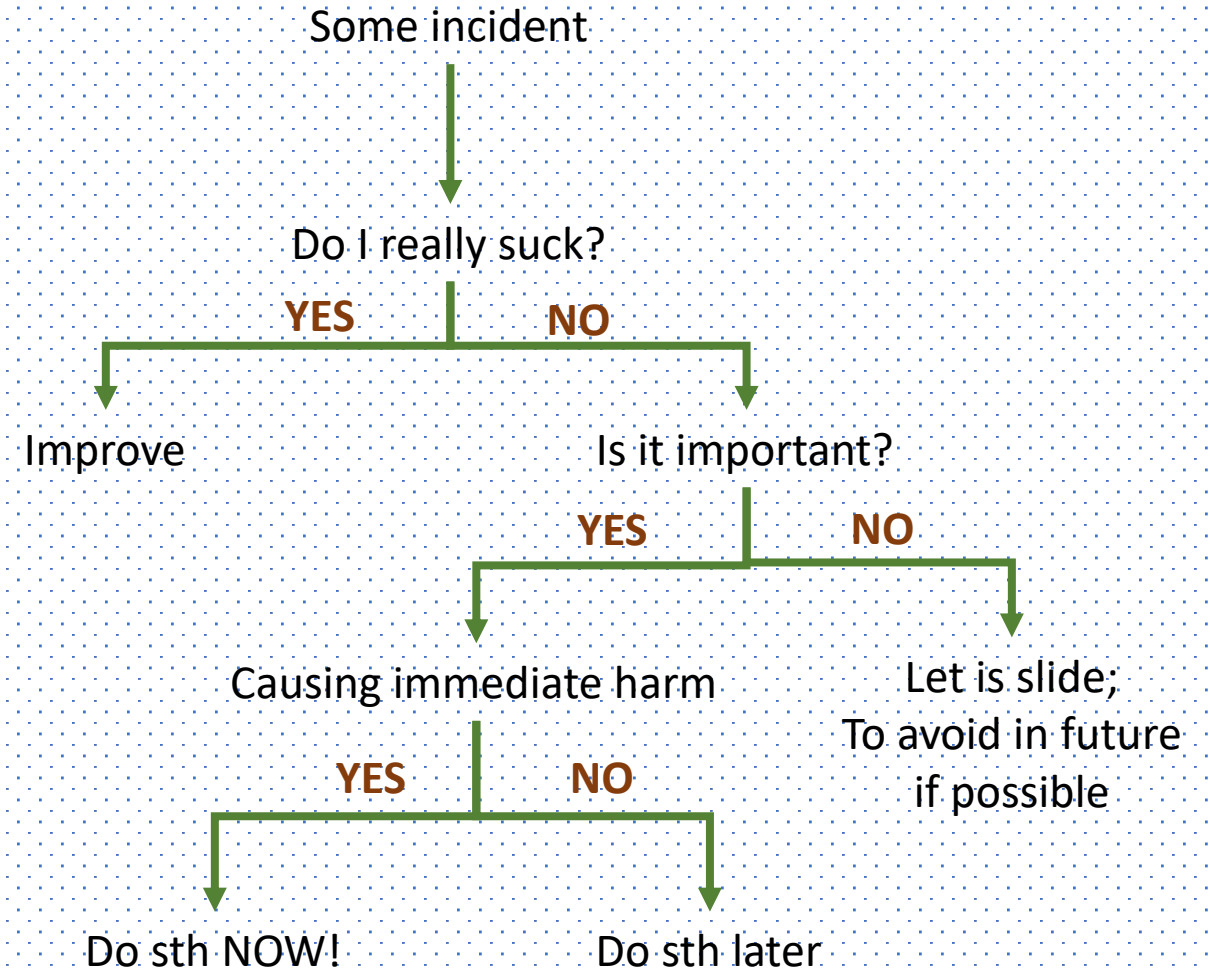 Some incident
Do I really suck?
YES NO
Improve
Is it important?
YES NO
Causing immediate harm
Let is slide;
To avoid in future
if possible
YES NO
Do sth NOW!
Do sth later